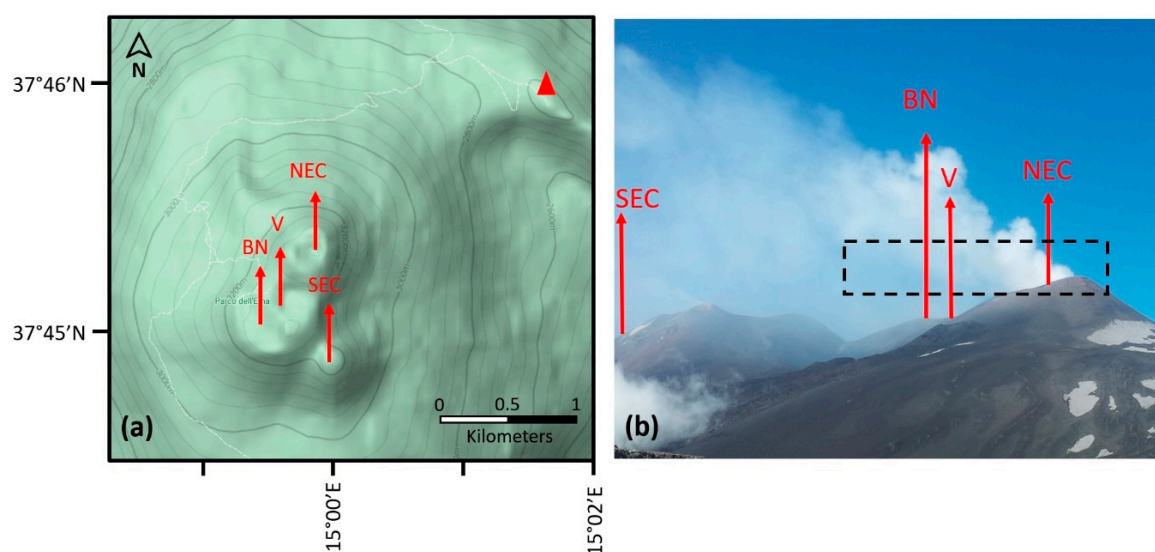 37°46'N
37°45'N
N
NEC
V
BN
SEC
Parco dell'Etna
2800m
0 0.5 1
Kilometers
(a)
15°00'E
15°02'E
BN
V
NEC
SEC
(b)